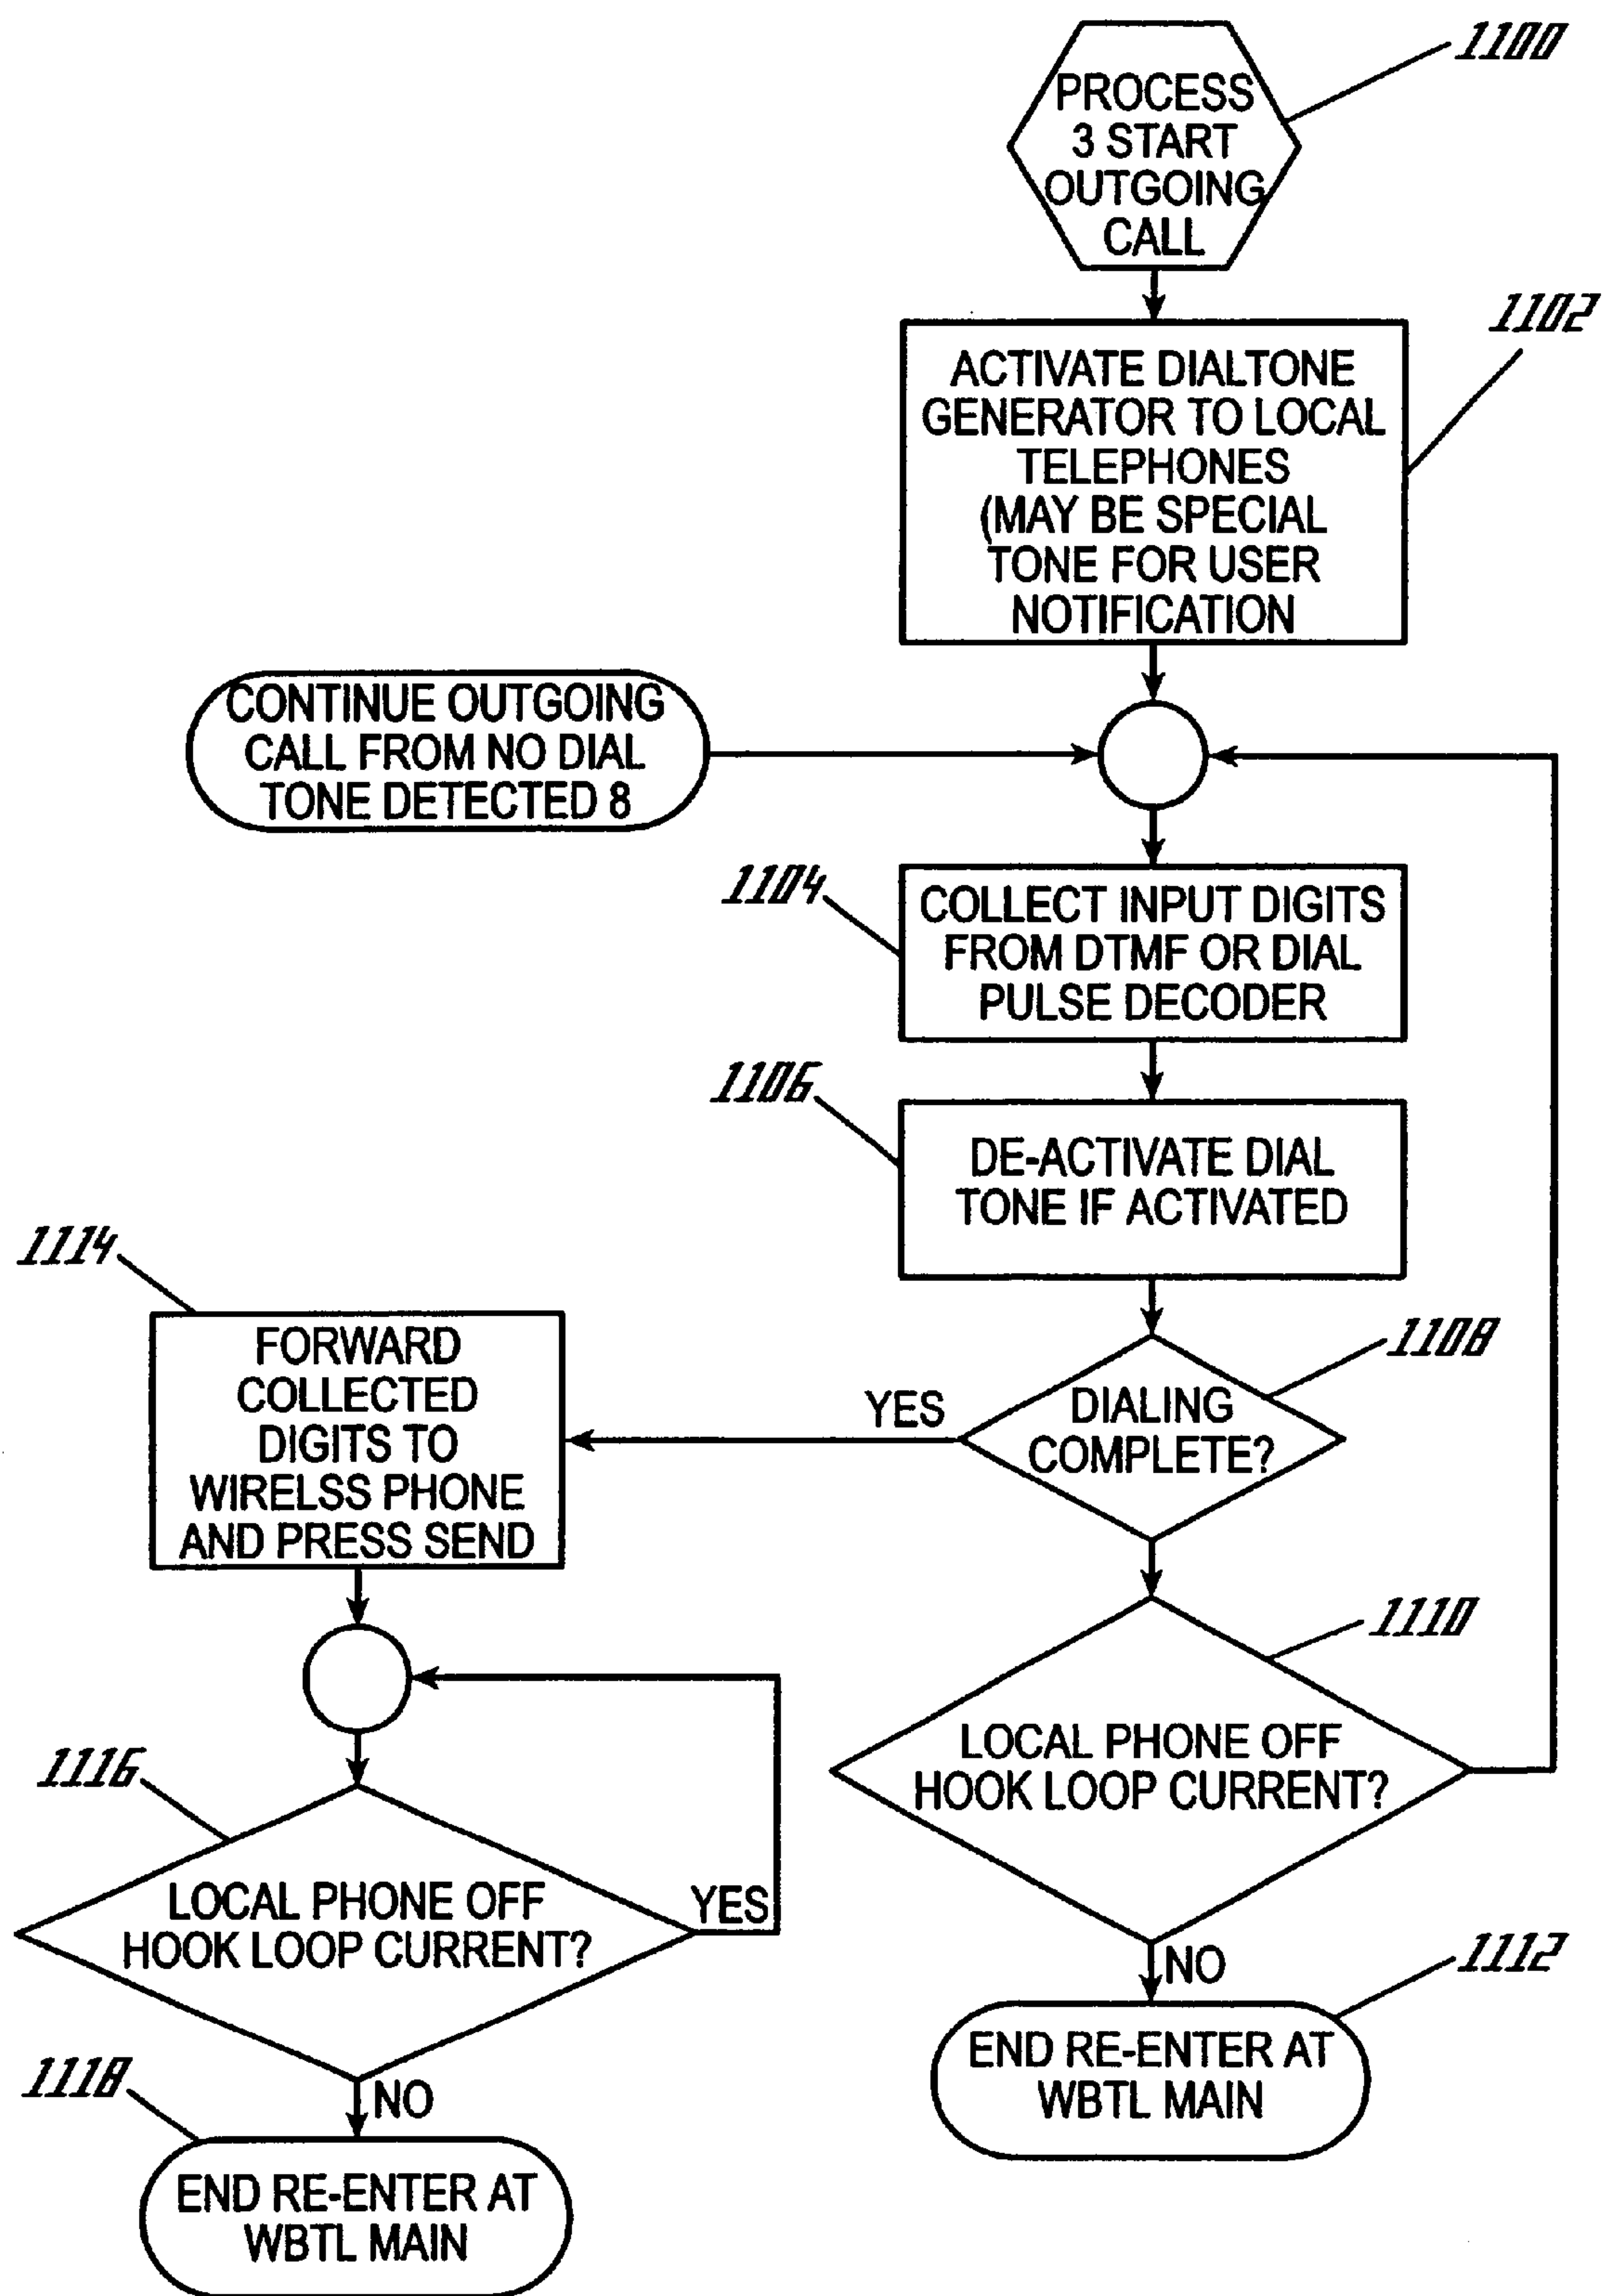 1100
PROCESS
3 START
OUTGOING
CALL
1102
ACTIVATE DIALTONE
GENERATOR TO LOCAL
TELEPHONES
(MAY BE SPECIAL
TONE FOR USER
NOTIFICATION
CONTINUE OUTGOING
CALL FROM NO DIAL
TONE DETECTED 8
1104
COLLECT INPUT DIGITS
FROM DTMF OR DIAL
PULSE DECODER
1106
DE-ACTIVATE DIAL
TONE IF ACTIVATED
1108
DIALING
COMPLETE?
YES
1114
FORWARD
COLLECTED
DIGITS TO
WIRELSS PHONE
AND PRESS SEND
1110
LOCAL PHONE OFF
HOOK LOOP CURRENT?
NO
1112
END RE-ENTER AT
WBTL MAIN
1116
LOCAL PHONE OFF
HOOK LOOP CURRENT?
YES
NO
1118
END RE-ENTER AT
WBTL MAIN